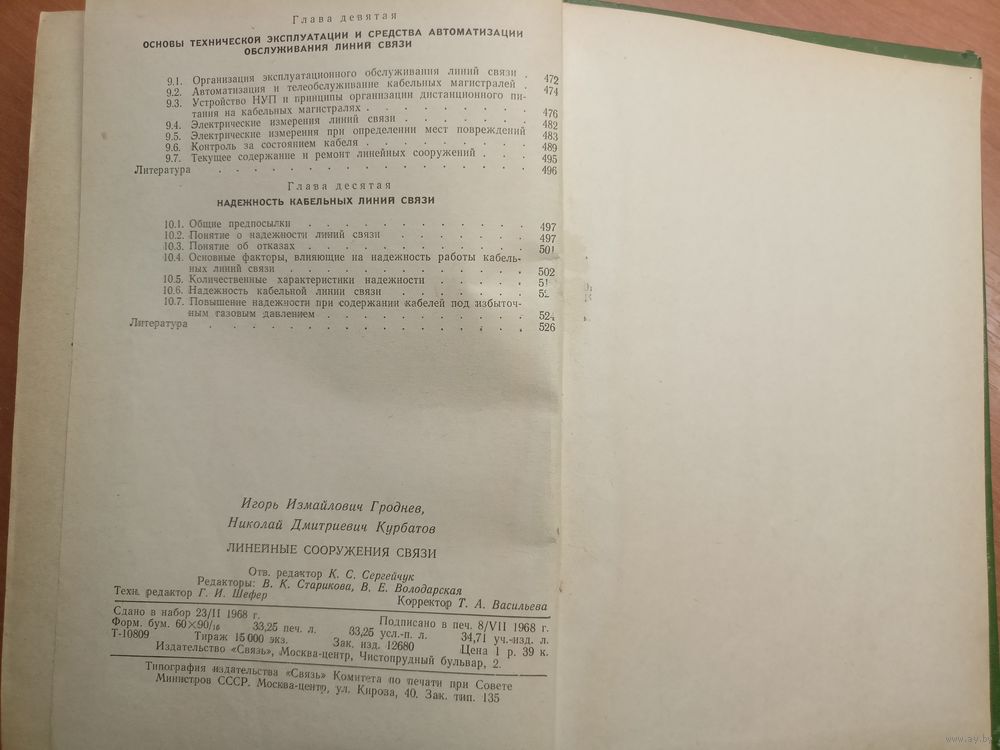 Глава девятая
ОСНОВЫ ТЕХНИЧЕСКОЙ ЭКСПЛУАТАЦИИ И СРЕДСТВА АВТОМАТИЗАЦИИ
ОБСЛУЖИВАНИЯ ЛИНИЙ СВЯЗИ
9.1. Организация эксплуатационного обслуживания линий связи . 472
9.2. Автоматизация и телеобслуживание кабельных магистралей . 474
9.3. Устройство НУП и принципы организации дистанционного пи-
тания на кабельных магистралях . . . . . . . 476
9.4. Электрические измерения линий связи . . . . . . . 482
9.5. Электрические измерения при определении мест повреждений 483
9.6. Контроль за состоянием кабеля . . . . . . . . 489
9.7. Текущее содержание и ремонт линейных сооружений . . . 495
Литература . . . . . . . . . . . . . . . 496
Глава десятая
НАДЕЖНОСТЬ КАБЕЛЬНЫХ ЛИНИЙ СВЯЗИ
10.1. Общие предпосылки . . . . . . . . . . 497
10.2. Понятие о надежности линий связи . . . . . . . 497
10.3. Понятие об отказах . . . . . . . . . . 501
10.4. Основные факторы, влияющие на надежность работы кабель-
ных линий связи . . . . . . . . . . . 502
10.5. Количественные характеристики надежности . . . . . 51
10.6. Надежность кабельной линии связи . . . . . . . 52
10.7. Повышение надежности при содержании кабелей под избыточ-
ным газовым давлением . . . . . . . . . 524
Литература . . . . . . . . . . . . . . . 526
Игорь Измайлович Гроднев,
Николай Дмитриевич Курбатов
ЛИНЕЙНЫЕ СООРУЖЕНИЯ СВЯЗИ
Отв. редактор К. С. Сергейчук
Редакторы: В. К. Старикова, В. Е. Володарская
Техн. редактор Г. И. Шефер Корректор Т. А. Васильева
Сдано в набор 23/II 1968 г. Подписано в печ. 8/VII 1968 г.
Форм. бум. 60×90/16 33,25 печ. л. 33,25 усл.-п. л. 34,71 уч.-изд. л.
Т-10809 Тираж 15 000 экз. Зак. изд. 12680 Цена 1 р. 39 к.
Издательство «Связь», Москва-центр, Чистопрудный бульвар, 2.
Типография издательства «Связь» Комитета по печати при Совете
Министров СССР. Москва-центр, ул. Кирова, 40. Зак. тип. 135
www.ay.by